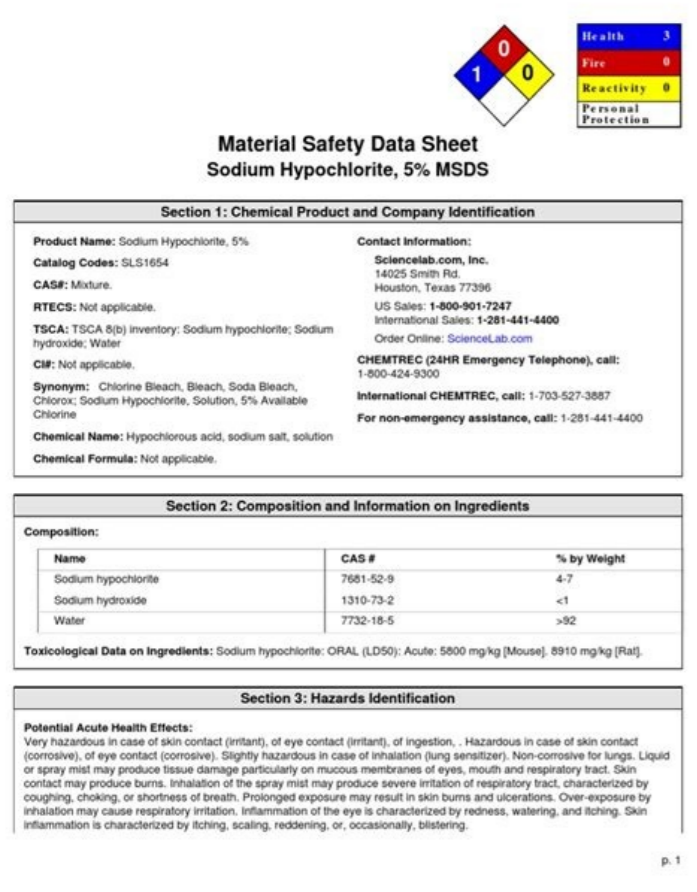 0
1
0
Health 3
Fire 0
Reactivity 0
Personal
Protection
Material Safety Data Sheet
Sodium Hypochlorite, 5% MSDS
Section 1: Chemical Product and Company Identification
Product Name: Sodium Hypochlorite, 5%
Catalog Codes: SLS1654
CAS#: Mixture.
RTECS: Not applicable.
TSCA: TSCA 8(b) inventory: Sodium hypochlorite; Sodium
hydroxide; Water
CI#: Not applicable.
Synonym: Chlorine Bleach, Bleach, Soda Bleach,
Chlorox; Sodium Hypochlorite, Solution, 5% Available
Chlorine
Chemical Name: Hypochlorous acid, sodium salt, solution
Chemical Formula: Not applicable.
Contact Information:
Sciencelab.com, Inc.
14025 Smith Rd.
Houston, Texas 77396
US Sales: 1-800-901-7247
International Sales: 1-281-441-4400
Order Online: ScienceLab.com
CHEMTREC (24HR Emergency Telephone), call:
1-800-424-9300
International CHEMTREC, call: 1-703-527-3887
For non-emergency assistance, call: 1-281-441-4400
Section 2: Composition and Information on Ingredients
Composition:
Name CAS # % by Weight
Sodium hypochlorite 7681-52-9 4-7
Sodium hydroxide 1310-73-2 <1
Water 7732-18-5 >92
Toxicological Data on Ingredients: Sodium hypochlorite: ORAL (LD50): Acute: 5800 mg/kg [Mouse]. 8910 mg/kg [Rat].
Section 3: Hazards Identification
Potential Acute Health Effects:
Very hazardous in case of skin contact (irritant), of eye contact (irritant), of ingestion, . Hazardous in case of skin contact
(corrosive), of eye contact (corrosive). Slightly hazardous in case of inhalation (lung sensitizer). Non-corrosive for lungs. Liquid
or spray mist may produce tissue damage particularly on mucous membranes of eyes, mouth and respiratory tract. Skin
contact may produce burns. Inhalation of the spray mist may produce severe irritation of respiratory tract, characterized by
coughing, choking, or shortness of breath. Prolonged exposure may result in skin burns and ulcerations. Over-exposure by
inhalation may cause respiratory irritation. Inflammation of the eye is characterized by redness, watering, and itching. Skin
inflammation is characterized by itching, scaling, reddening, or, occasionally, blistering.
p. 1